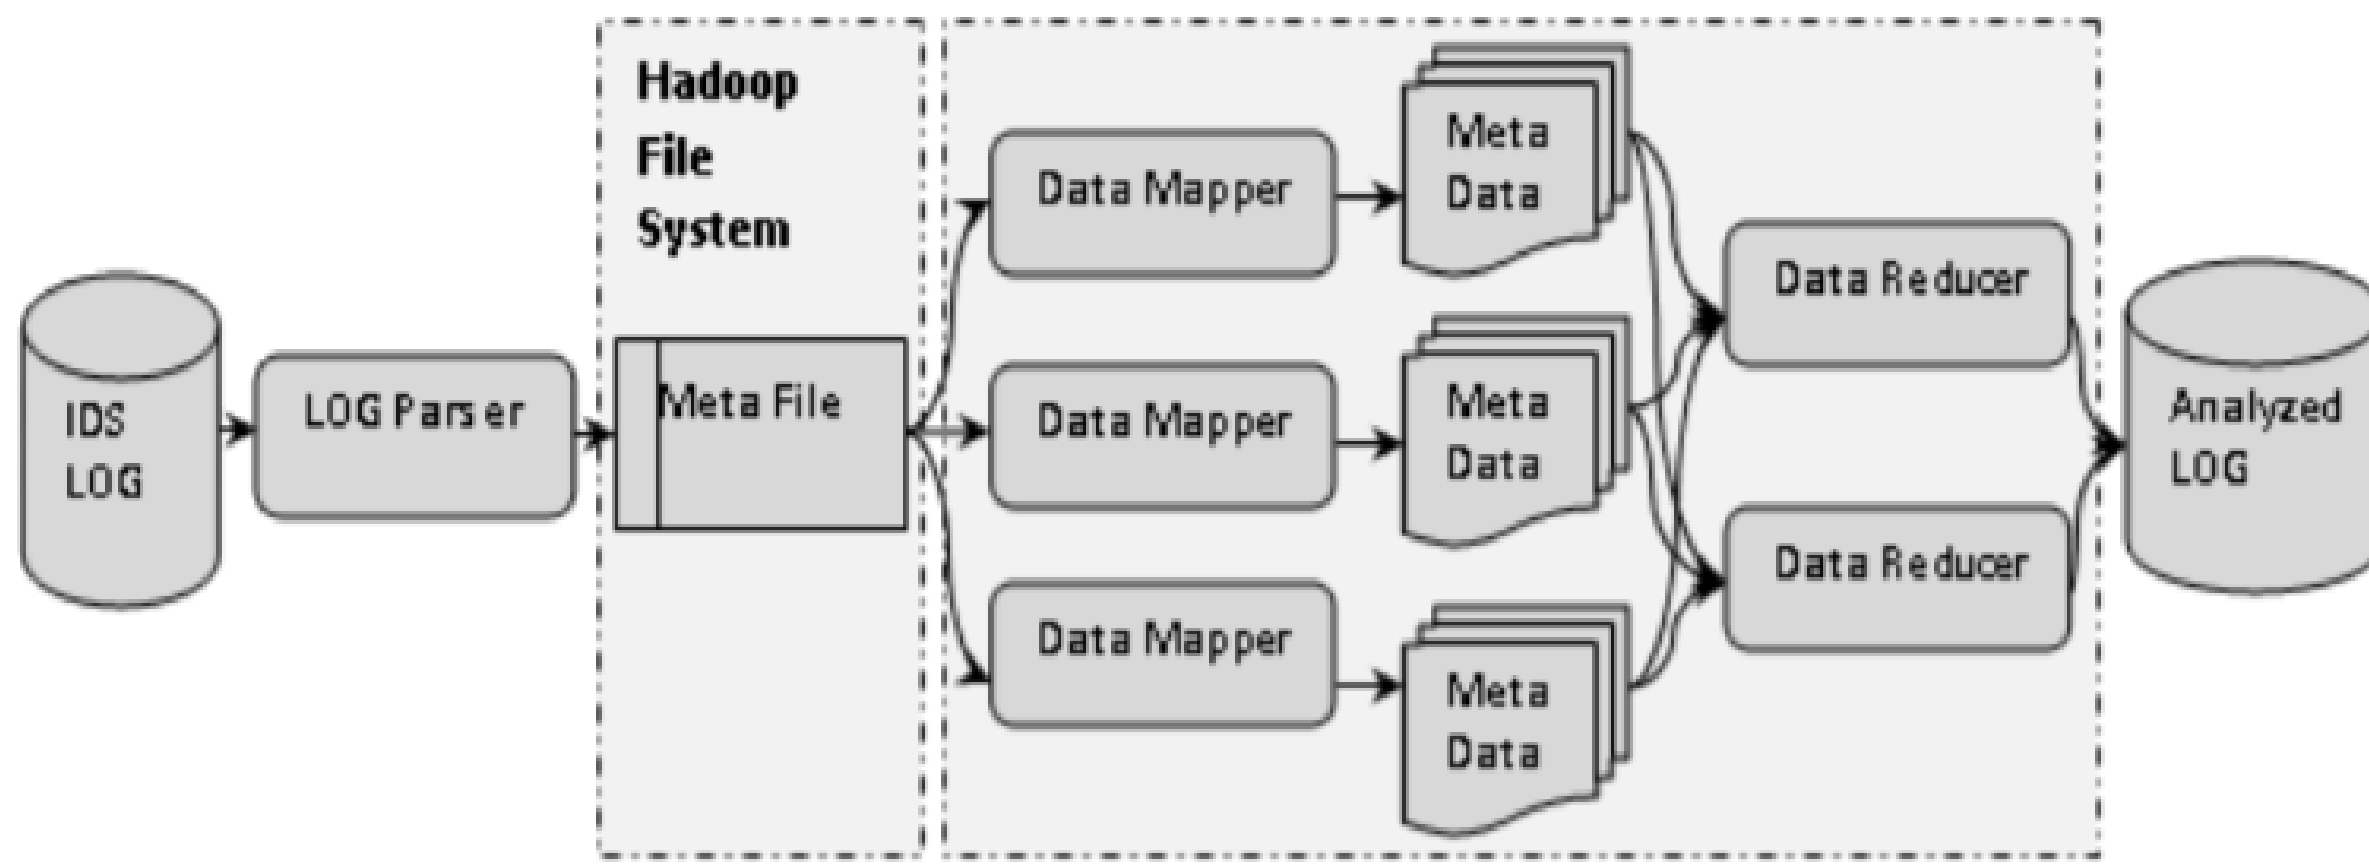 Hadoop
File
System
IDS
LOG
LOG Parser
Meta File
Data Mapper
Data Mapper
Data Mapper
Meta
Data
Meta
Data
Meta
Data
Data Reducer
Data Reducer
Analyzed
LOG